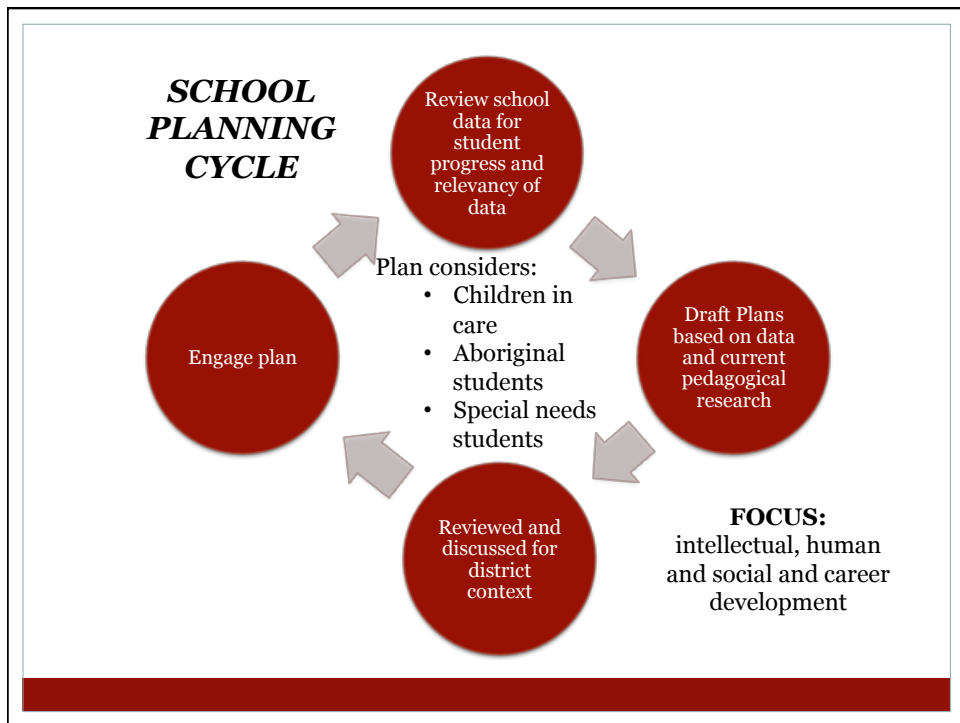 SCHOOL
PLANNING
CYCLE
Review school
data for
student
progress and
relevancy of
data
Plan considers:
• Children in
care
• Aboriginal
students
• Special needs
students
Engage plan
Draft Plans
based on data
and current
pedagogical
research
Reviewed and
discussed for
district
context
FOCUS:
intellectual, human
and social and career
development